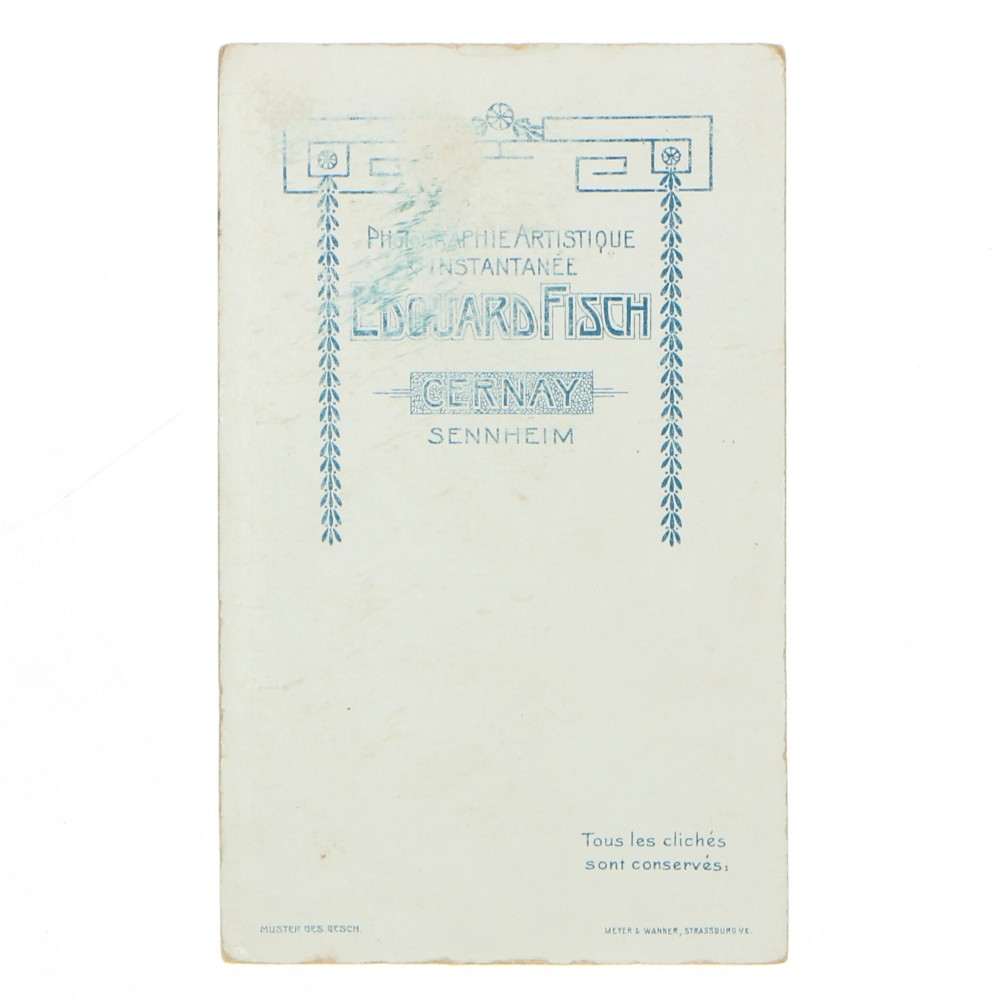 PHOTOGRAPHIE ARTISTIQUE
& INSTANTANÉE
EDOUARD FISCH
CERNAY
SENNHEIM
Tous les clichés
sont conservés:
MUSTER GES. GESCH.
MEYER & WANNER, STRASSBURG I/E.